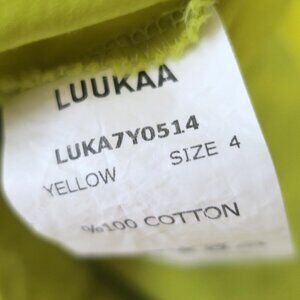 LUUKAA
LUKA7Y0514
YELLOW SIZE 4
%100 COTTON